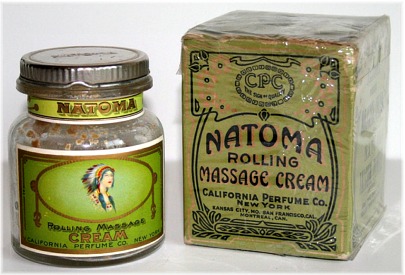 NATOMA
ROLLING MASSAGE
CREAM
CALIFORNIA PERFUME CO. NEW YORK
CPC
NATOMA
ROLLING
MASSAGE CREAM
CALIFORNIA PERFUME CO.
NEW YORK
KANSAS CITY, MO. SAN FRANCISCO, CAL.
MONTREAL, CAN.